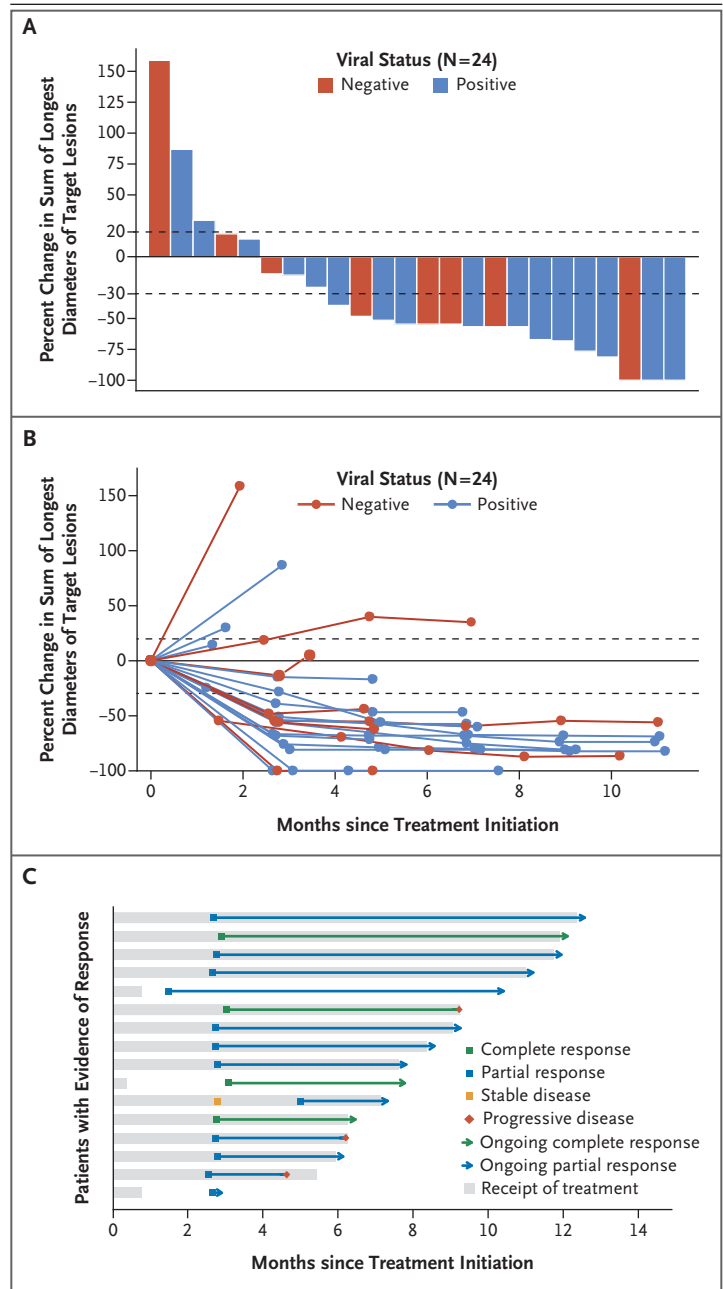 A
Viral Status (N=24)
Negative Positive
Percent Change in Sum of Longest
Diameters of Target Lesions
150
125
100
75
50
20
0
−30
−50
−75
−100
B
Viral Status (N=24)
Negative Positive
Percent Change in Sum of Longest
Diameters of Target Lesions
150
100
50
0
−50
−100
0 2 4 6 8 10
Months since Treatment Initiation
C
Patients with Evidence of Response
Complete response
Partial response
Stable disease
Progressive disease
Ongoing complete response
Ongoing partial response
Receipt of treatment
0 2 4 6 8 10 12 14
Months since Treatment Initiation